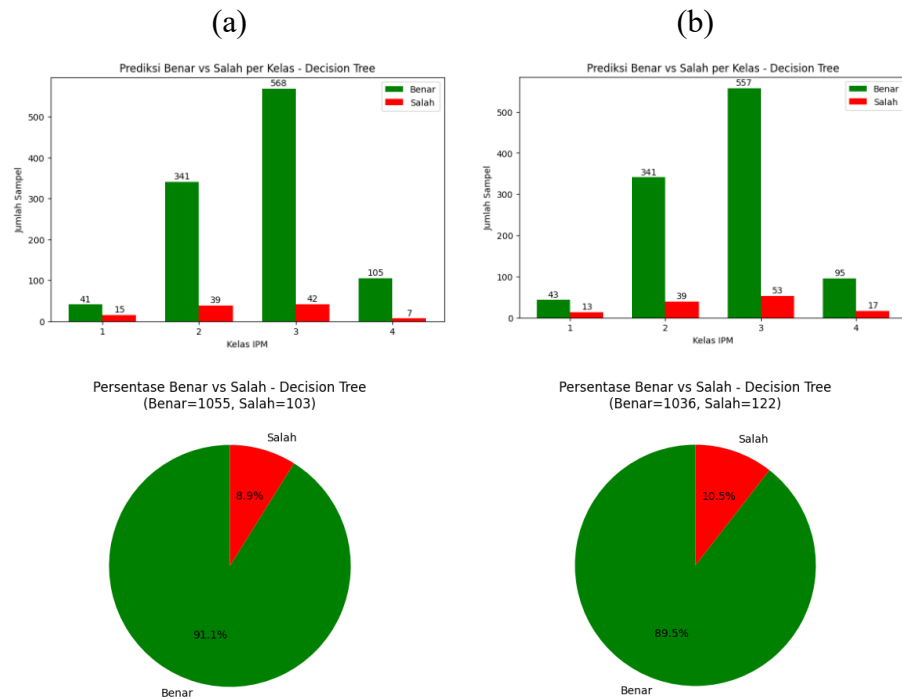 (a)
Prediksi Benar vs Salah per Kelas - Decision Tree
Benar
Salah
Jumlah Sampel
500
400
300
200
100
0
41
15
341
39
568
42
105
7
1
2
3
4
Kelas IPM
(b)
Prediksi Benar vs Salah per Kelas - Decision Tree
Benar
Salah
Jumlah Sampel
500
400
300
200
100
0
43
13
341
39
557
53
95
17
1
2
3
4
Kelas IPM
Persentase Benar vs Salah - Decision Tree
(Benar=1055, Salah=103)
Salah
8.9%
91.1%
Benar
Persentase Benar vs Salah - Decision Tree
(Benar=1036, Salah=122)
Salah
10.5%
89.5%
Benar